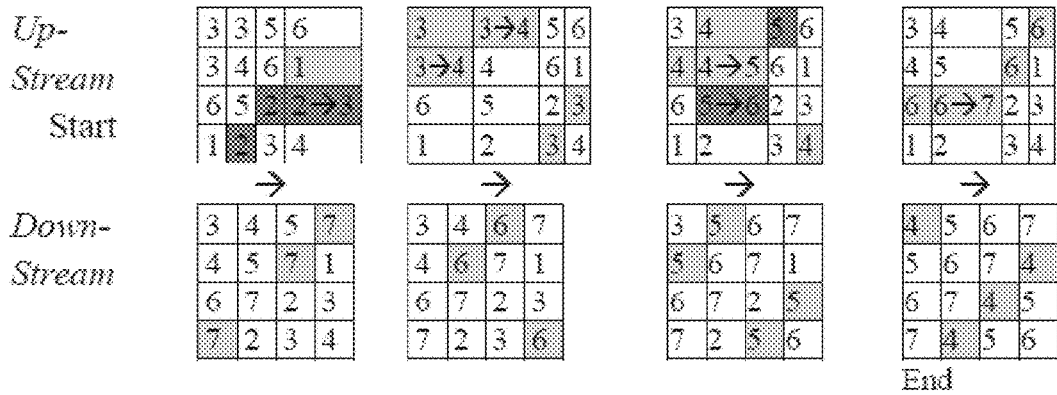 Up-
Stream
Start
3 3 5 6
3 4 6 1
6 5 2 2→3
1 2 3 4
3 3→4 5 6
3→4 4 6 1
6 5 2 3
1 2 3 4
3 4 5 6
4 4→5 6 1
6 5→6 2 3
1 2 3 4
3 4 5 6
4 5 6 1
6 6→7 2 3
1 2 3 4
→ → → →
Down-
Stream
3 4 5 7
4 5 7 1
6 7 2 3
7 2 3 4
3 4 6 7
4 6 7 1
6 7 2 3
7 2 3 6
3 5 6 7
5 6 7 1
6 7 2 5
7 2 5 6
4 5 6 7
5 6 7 4
6 7 4 5
7 4 5 6
End